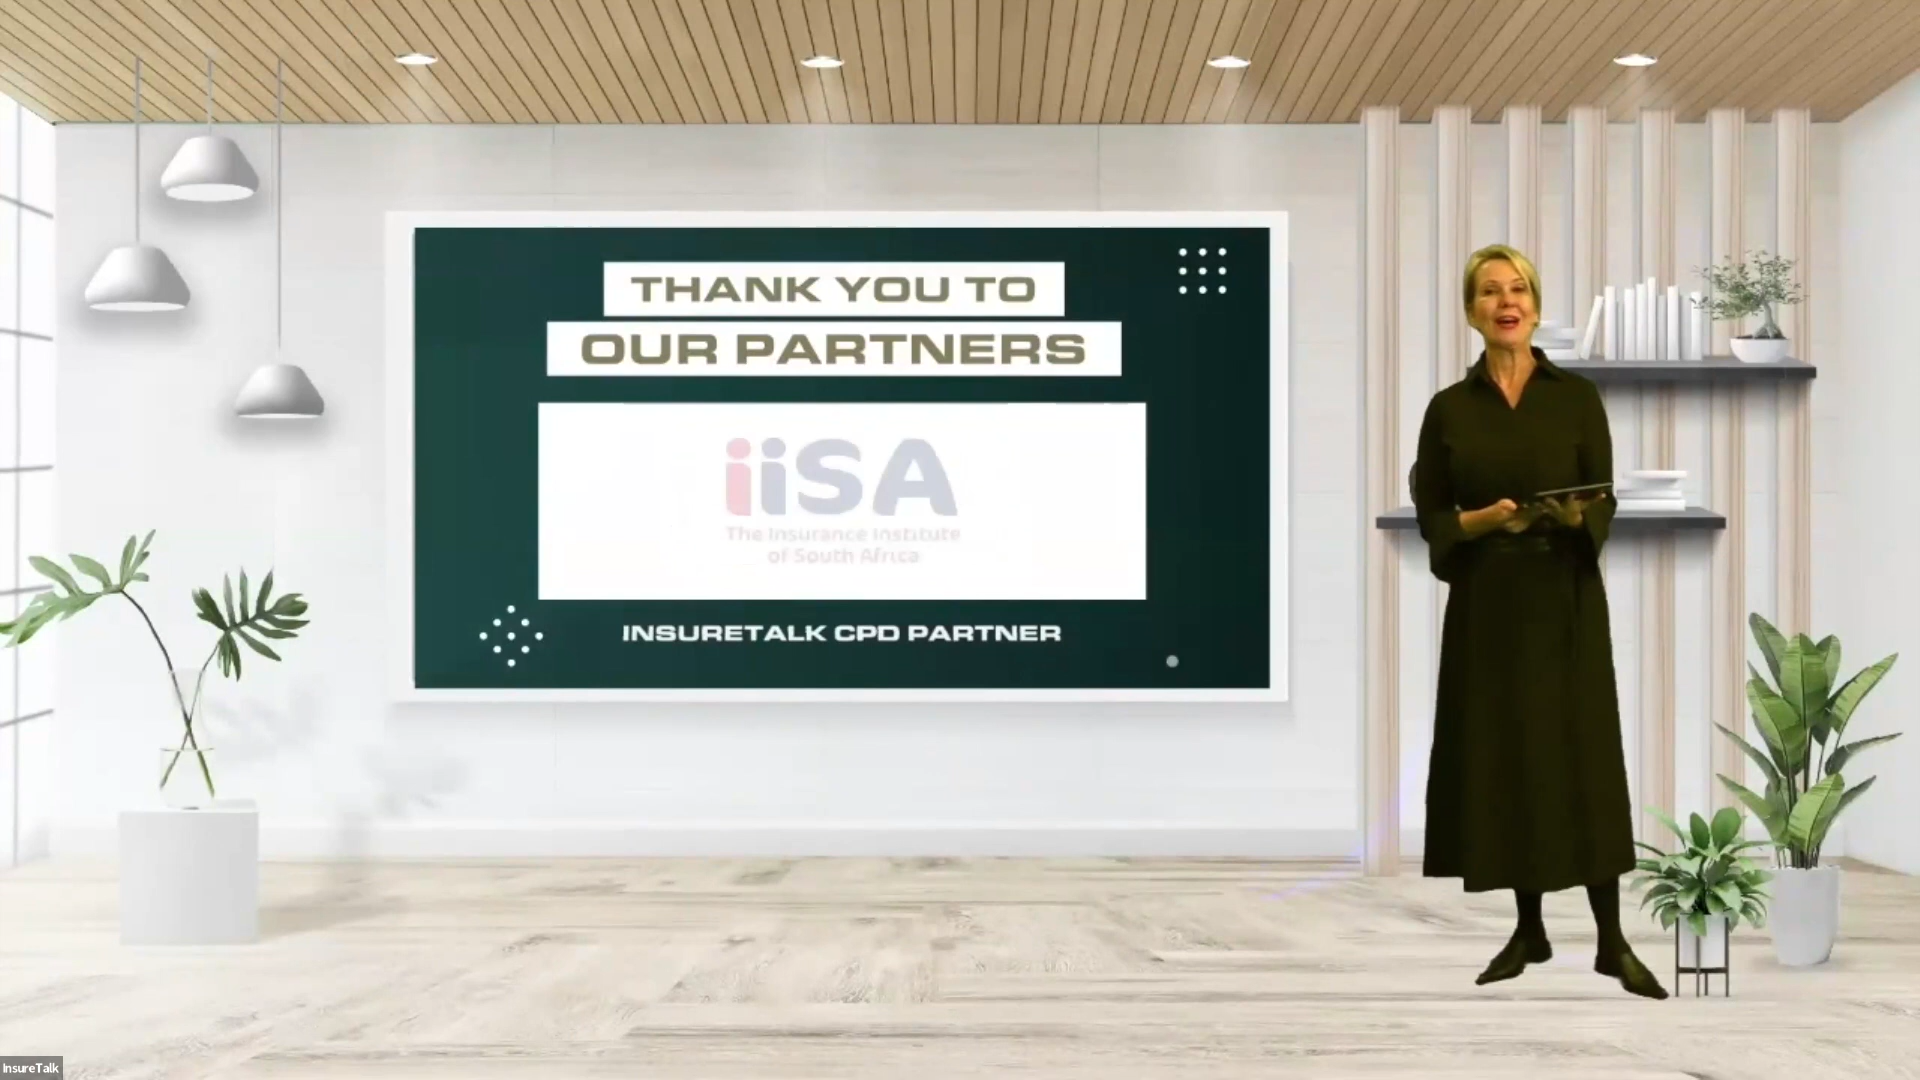 THANK YOU TO
OUR PARTNERS
iiSA
The Insurance Institute
of South Africa
INSURETALK CPD PARTNER
InsureTalk